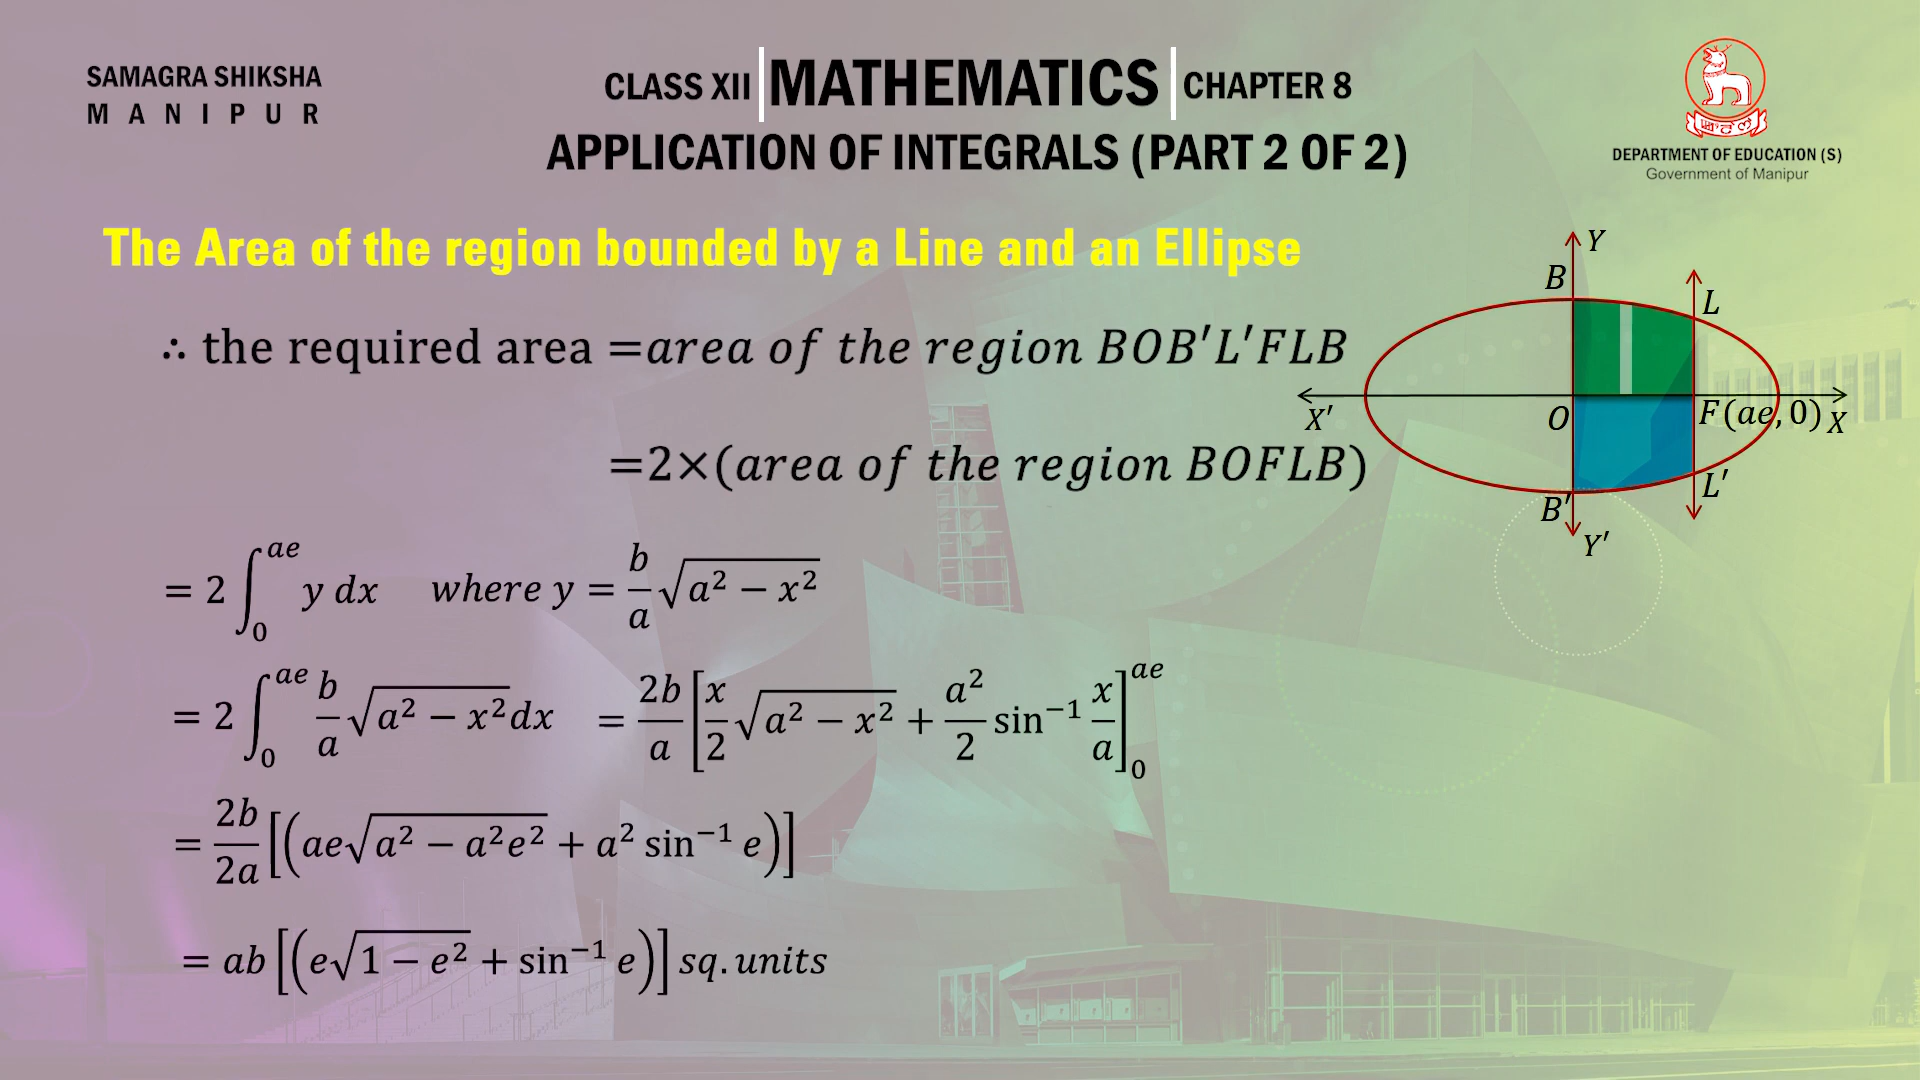 SAMAGRA SHIKSHA
MANIPUR
CLASS XII | MATHEMATICS | CHAPTER 8
APPLICATION OF INTEGRALS (PART 2 OF 2)
DEPARTMENT OF EDUCATION (S)
Government of Manipur
The Area of the region bounded by a Line and an Ellipse
∴ the required area =area of the region BOB′L′FLB
=2×(area of the region BOFLB)
= 2 ∫₀^{ae} y dx where y = b/a √(a² − x²)
= 2 ∫₀^{ae} b/a √(a² − x²) dx = 2b/a [x/2 √(a² − x²) + a²/2 sin⁻¹ x/a]₀^{ae}
= 2b/2a [(ae√(a² − a²e²) + a² sin⁻¹ e)]
= ab [(e√(1 − e²) + sin⁻¹ e)] sq. units
Y
B
L
X′
O
F(ae, 0)
X
B′
L′
Y′